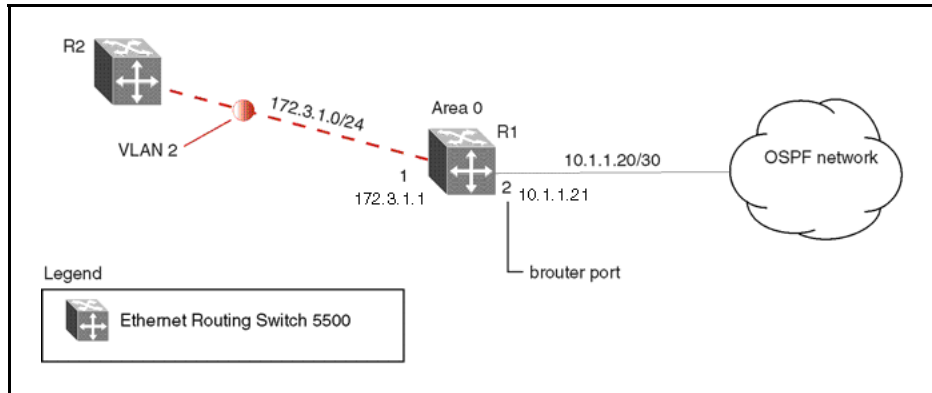 R2
172.3.1.0/24
VLAN 2
Area 0
R1
1
172.3.1.1
2
10.1.1.21
10.1.1.20/30
OSPF network
brouter port
Legend
Ethernet Routing Switch 5500